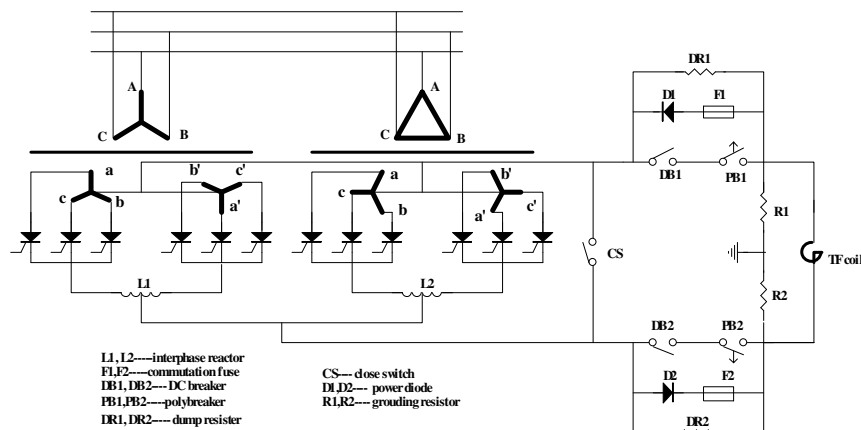 DR1
A
A
D1
F1
C
B
C
B
a
b'
c'
a
b'
DB1
PB1
c
b
a'
c
b
a'
c'
R1
CS
TF coil
L1
L2
R2
DB2
PB2
L1, L2-----interphase reactor
F1,F2----commutation fuse
DB1, DB2---- DC breaker
PB1,PB2-----polybreaker
DR1, DR2----- dump resister
CS---- close switch
D1,D2---- power diode
R1,R2---- grouding resistor
D2
F2
DR2